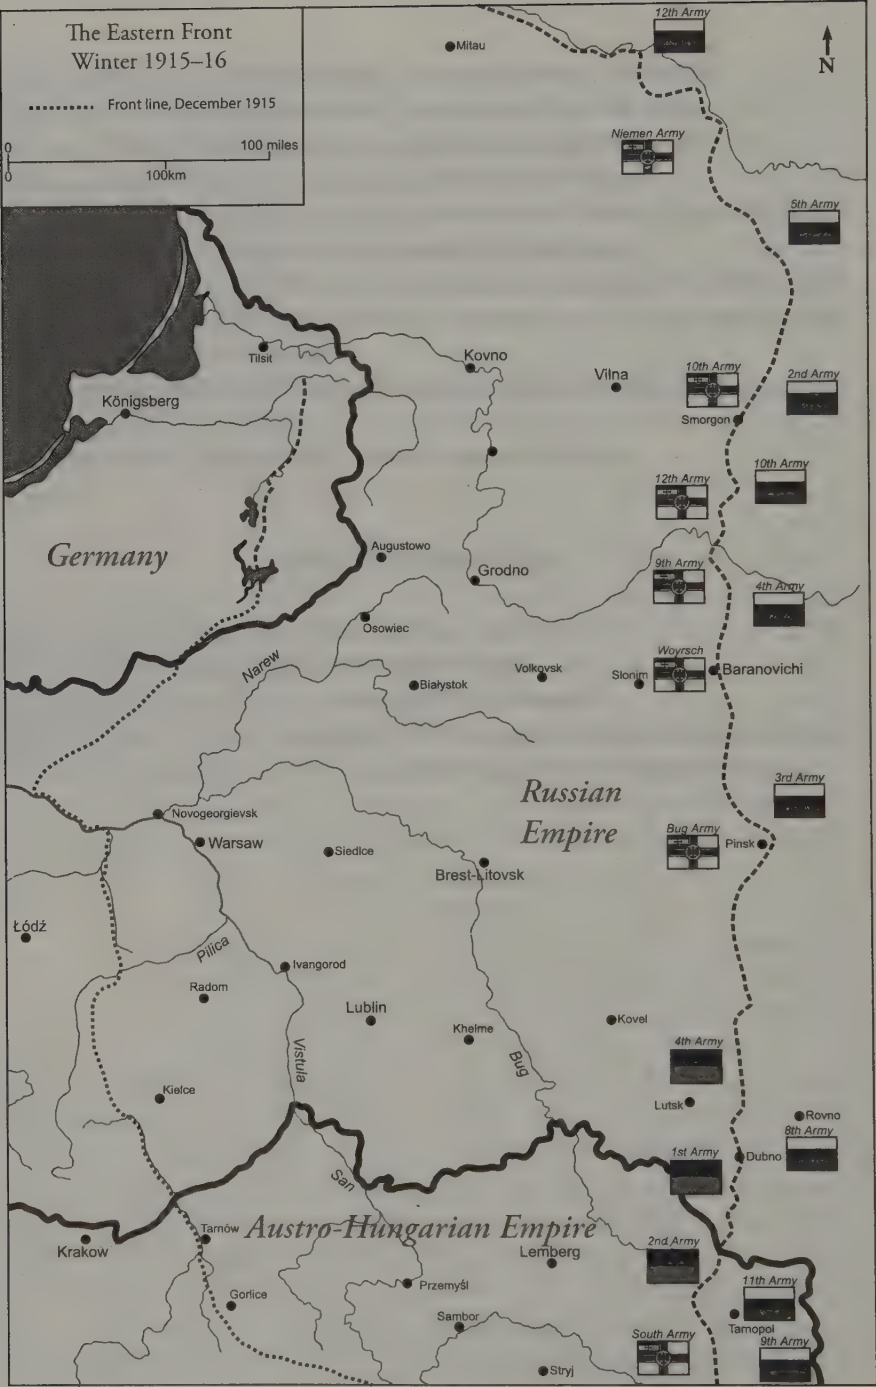 The Eastern Front
Winter 1915–16
Front line, December 1915
0
100 miles
0
100km
N
12th Army
Mitau
Niemen Army
5th Army
Tilsit
Kovno
Vilna
10th Army
2nd Army
Königsberg
Smorgon
10th Army
12th Army
Germany
Augustowo
Grodno
9th Army
4th Army
Osowiec
Narew
Woyrsch
Volkovsk
Slonim
Baranovichi
Białystok
Russian
Empire
3rd Army
Novogeorgievsk
Warsaw
Siedlce
Bug Army
Pinsk
Brest-Litovsk
Łódź
Pilica
Ivangorod
Radom
Lublin
Kovel
Khelme
Vistula
Bug
4th Army
Kielce
Lutsk
Rovno
8th Army
1st Army
Dubno
San
Tarnów
Austro-Hungarian Empire
Krakow
Lemberg
2nd Army
Przemyśl
11th Army
Gorlice
Sambor
Tarnopol
South Army
9th Army
Stryj